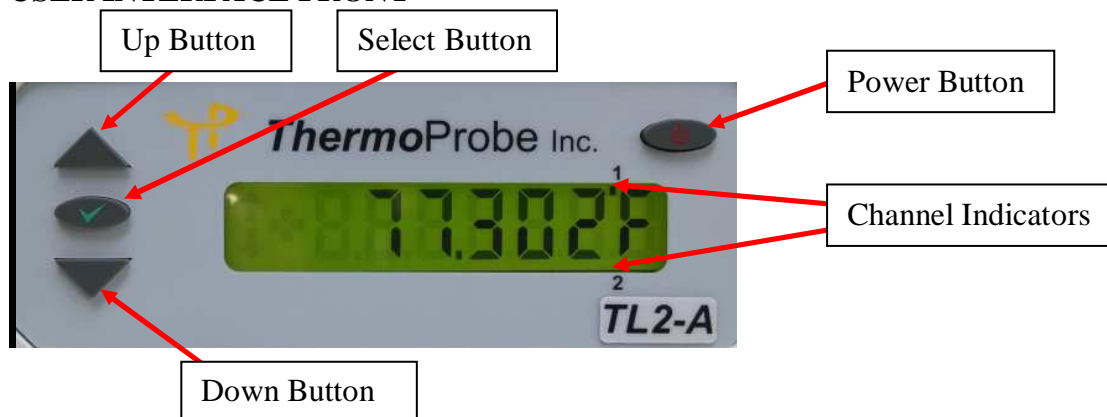 USER INTERFACE FRONT
Up Button
Select Button
Power Button
ThermoProbe Inc.
1
77.302F
Channel Indicators
2
TL2-A
Down Button